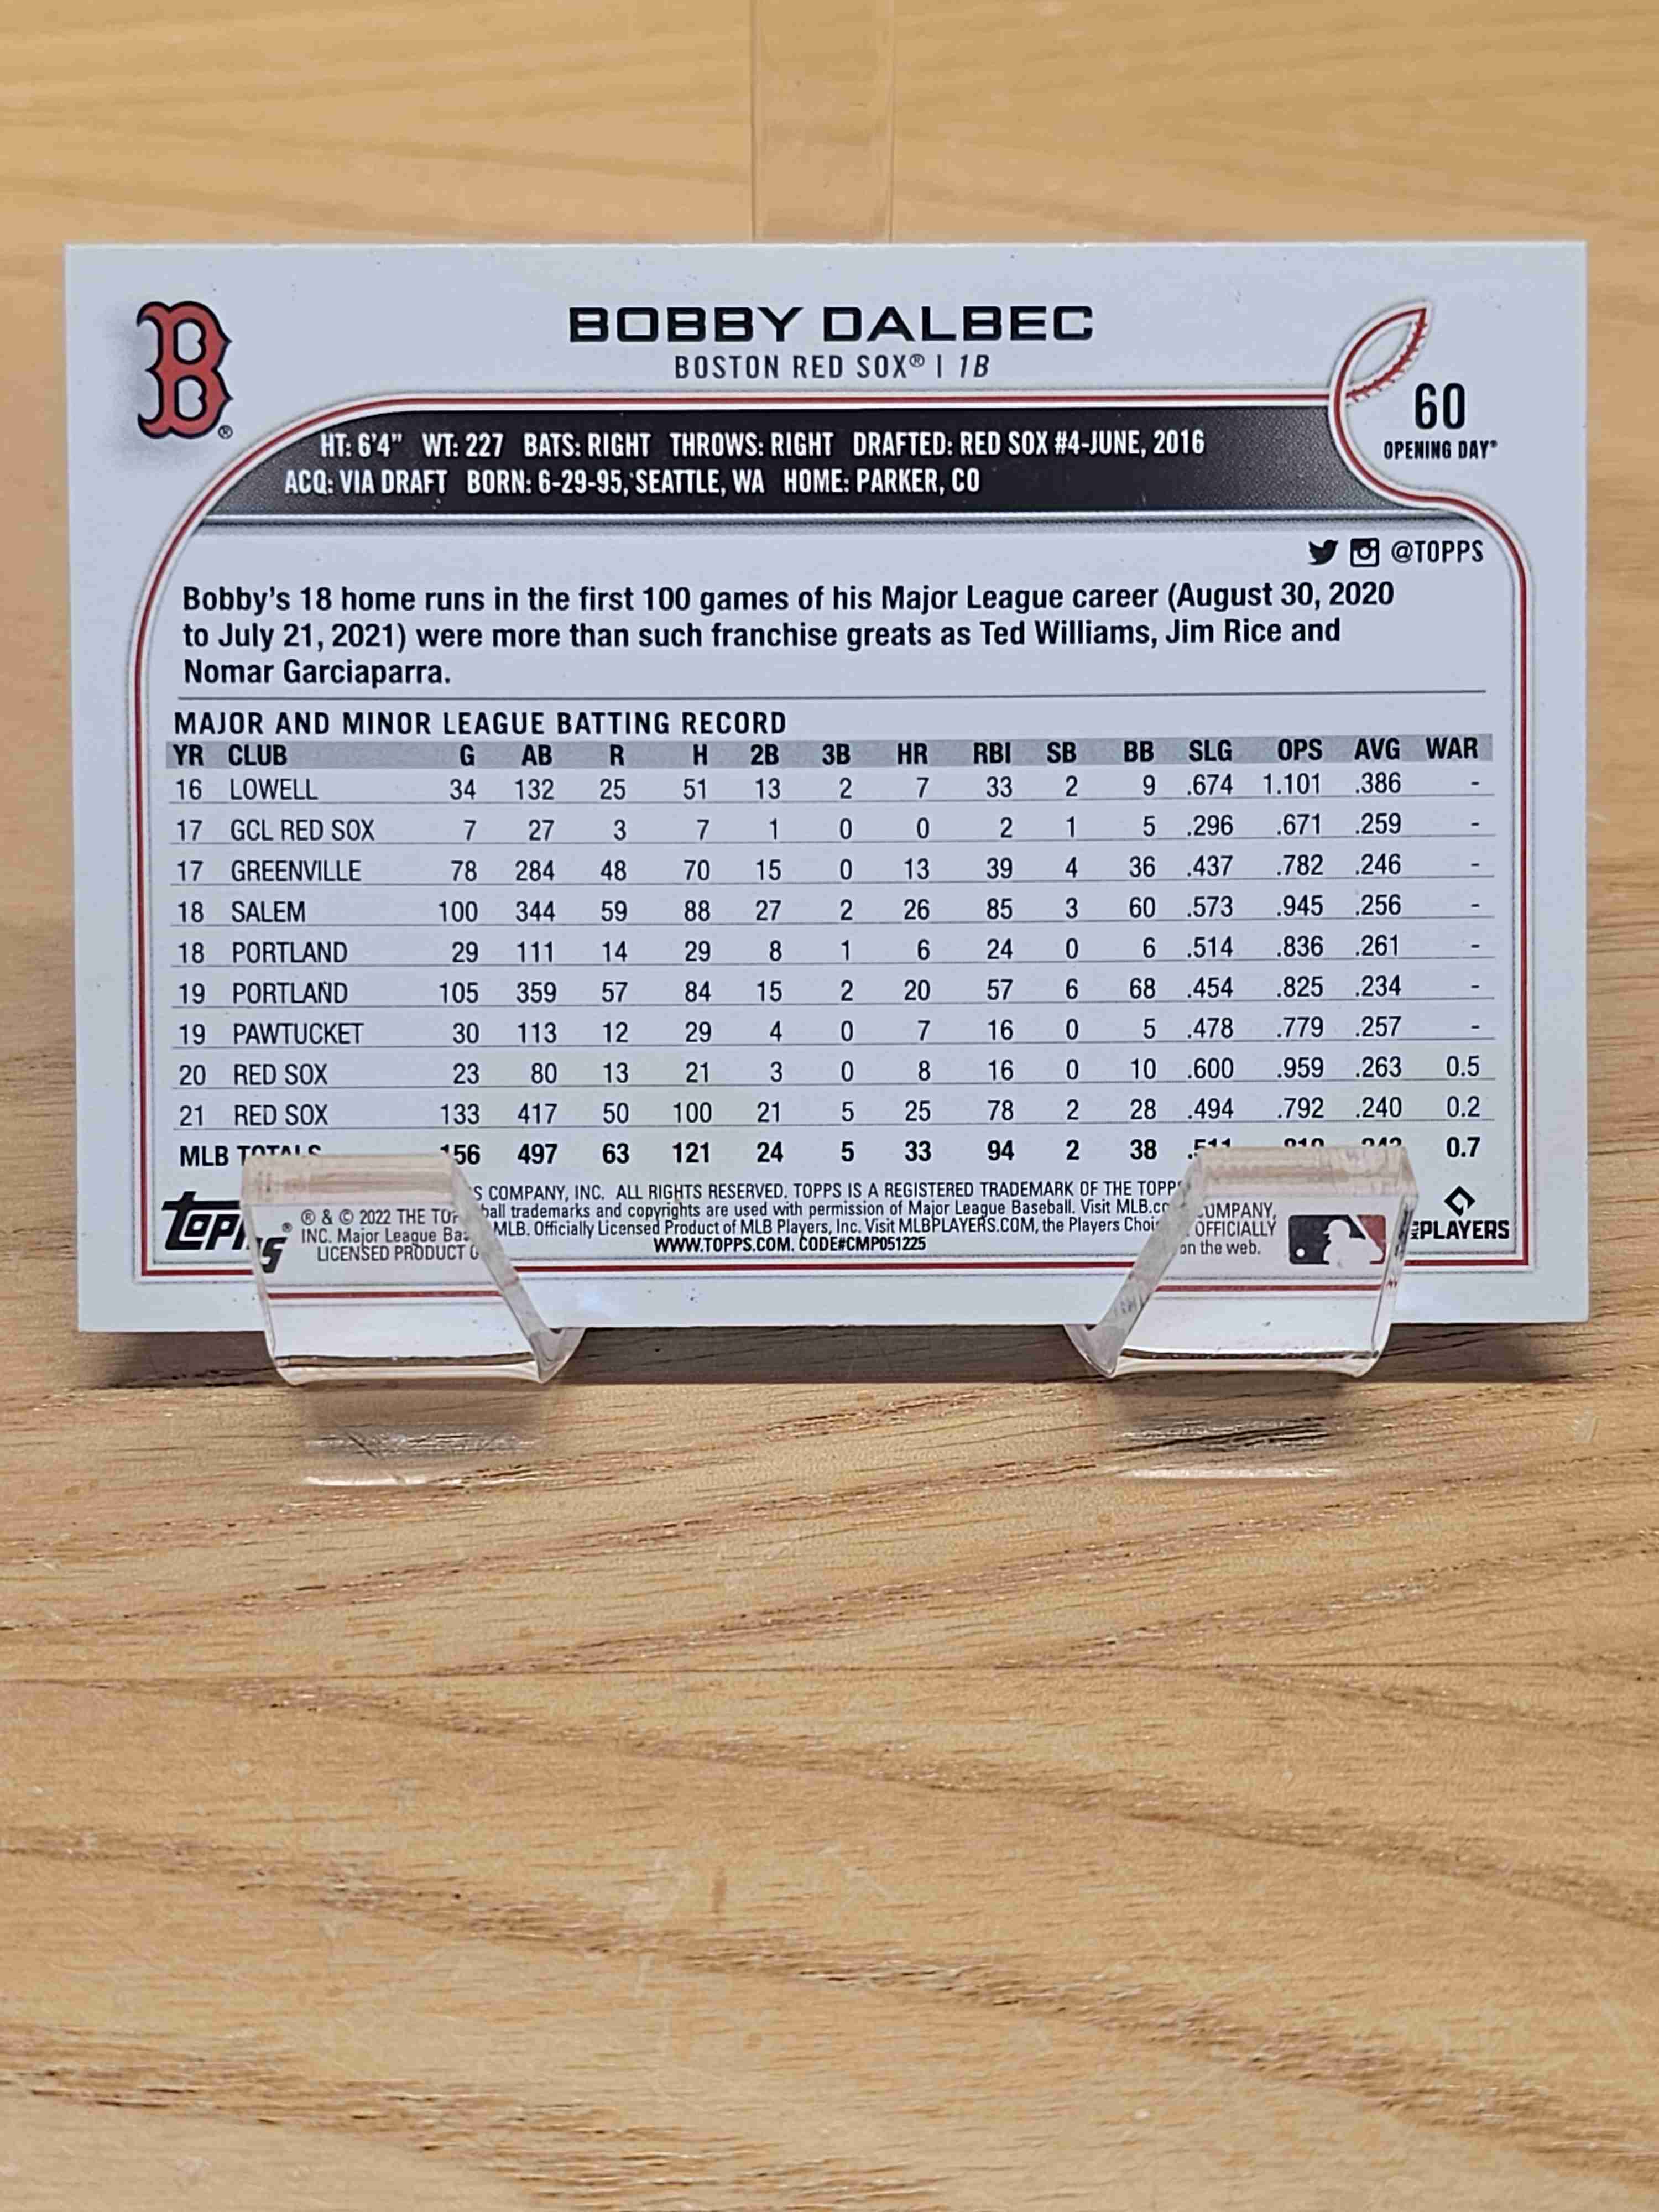 B®
BOBBY DALBEC
BOSTON RED SOX® | 1B
60
OPENING DAY®
HT: 6'4" WT: 227 BATS: RIGHT THROWS: RIGHT DRAFTED: RED SOX #4-JUNE, 2016
ACQ: VIA DRAFT BORN: 6-29-95, SEATTLE, WA HOME: PARKER, CO
@TOPPS
Bobby's 18 home runs in the first 100 games of his Major League career (August 30, 2020
to July 21, 2021) were more than such franchise greats as Ted Williams, Jim Rice and
Nomar Garciaparra.
MAJOR AND MINOR LEAGUE BATTING RECORD
YR CLUB G AB R H 2B 3B HR RBI SB BB SLG OPS AVG WAR
16 LOWELL 34 132 25 51 13 2 7 33 2 9 .674 1.101 .386 -
17 GCL RED SOX 7 27 3 7 1 0 0 2 1 5 .296 .671 .259 -
17 GREENVILLE 78 284 48 70 15 0 13 39 4 36 .437 .782 .246 -
18 SALEM 100 344 59 88 27 2 26 85 3 60 .573 .945 .256 -
18 PORTLAND 29 111 14 29 8 1 6 24 0 6 .514 .836 .261 -
19 PORTLAND 105 359 57 84 15 2 20 57 6 68 .454 .825 .234 -
19 PAWTUCKET 30 113 12 29 4 0 7 16 0 5 .478 .779 .257 -
20 RED SOX 23 80 13 21 3 0 8 16 0 10 .600 .959 .263 0.5
21 RED SOX 133 417 50 100 21 5 25 78 2 28 .494 .792 .240 0.2
MLB TOTALS 156 497 63 121 24 5 33 94 2 38 0.7
Topps ®
® & © 2022 THE TOPPS COMPANY, INC. ALL RIGHTS RESERVED. TOPPS IS A REGISTERED TRADEMARK OF THE TOPPS COMPANY,
INC. Major League Baseball trademarks and copyrights are used with permission of Major League Baseball. Visit MLB.com OFFICIALLY
LICENSED PRODUCT MLB. Officially Licensed Product of MLB Players, Inc. Visit MLBPLAYERS.COM, the Players Choice on the web.
WWW.TOPPS.COM. CODE#CMP051225
PLAYERS